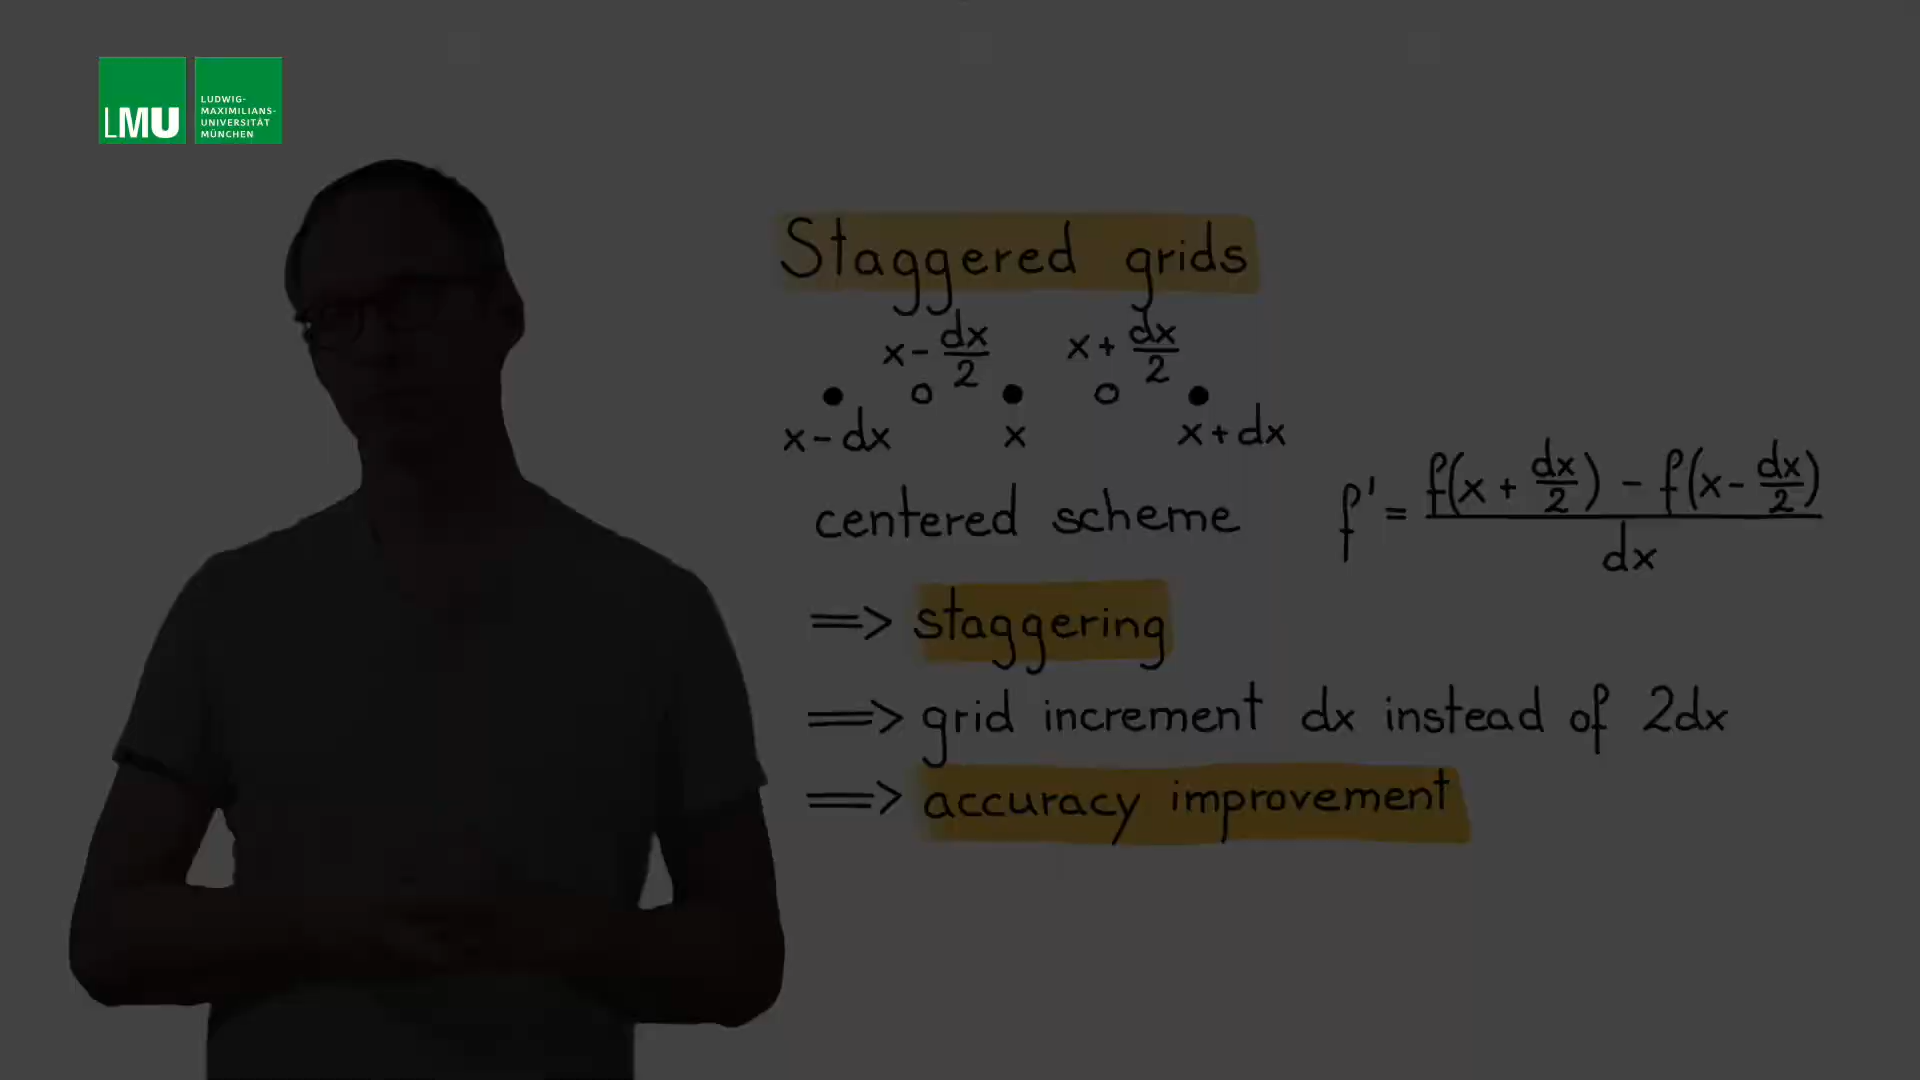 LMU
LUDWIG-
MAXIMILIANS-
UNIVERSITÄT
MÜNCHEN
Staggered grids
x - dx/2 x + dx/2
x - dx x x + dx
centered scheme f' = (f(x + dx/2) - f(x - dx/2)) / dx
=> staggering
=> grid increment dx instead of 2dx
=> accuracy improvement